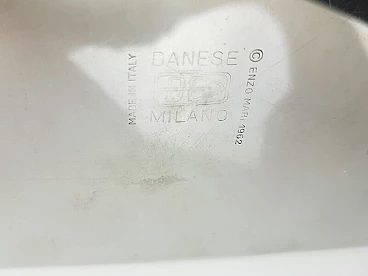 DANESE
MILANO
MADE IN ITALY
© ENZO MARI 1962